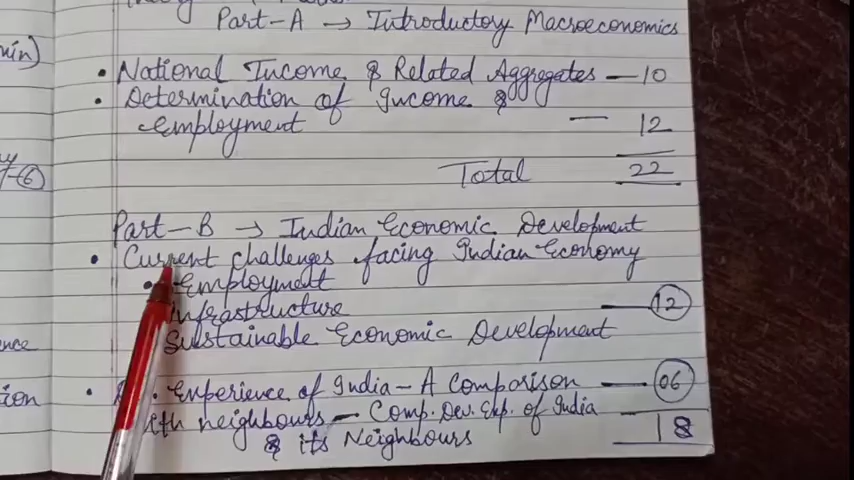 Part-A → Introductory Macroeconomics
min)
• National Income & Related Aggregates — 10
• Determination of Income &
Employment — 12
Total 22
Part-B → Indian Economic Development
• Current challenges facing Indian Economy
• Employment
Infrastructure — 12
Sustainable Economic Development
• Experience of India - A Comparison — 06
neighbours - Comp. Dev. Exp. of India
& its Neighbours 18